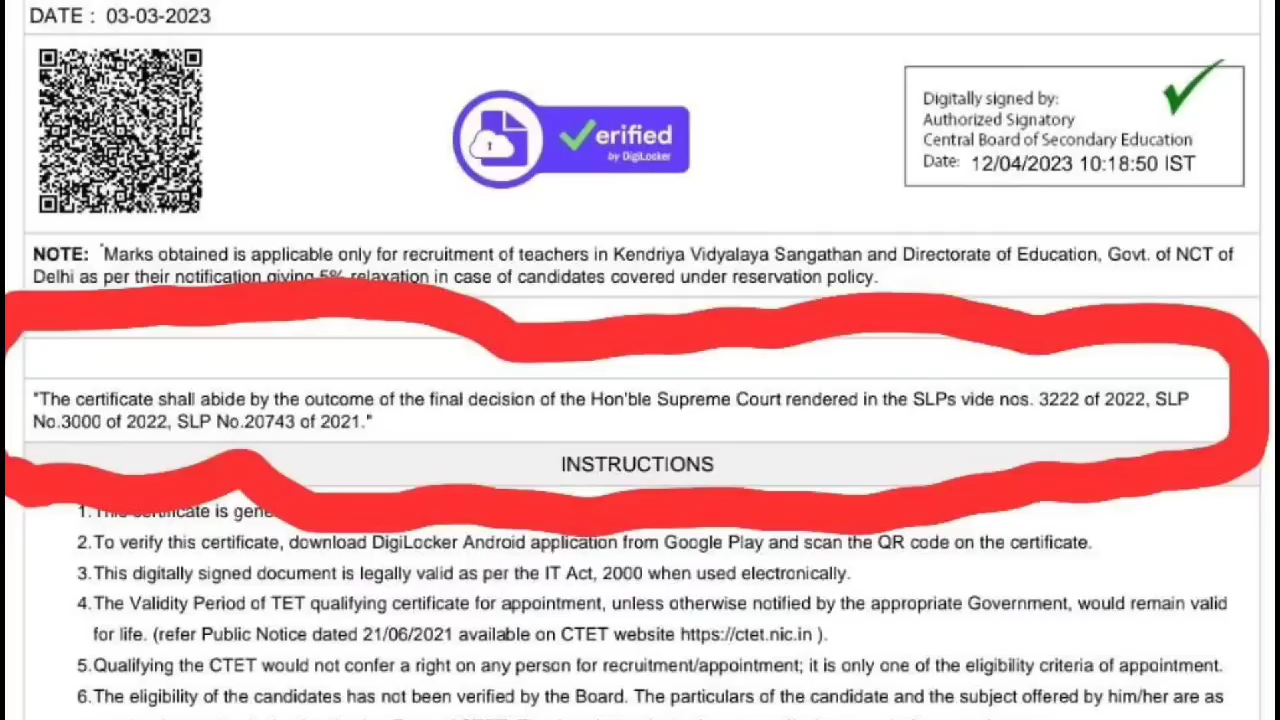 DATE : 03-03-2023
Verified
by DigiLocker
Digitally signed by:
Authorized Signatory
Central Board of Secondary Education
Date: 12/04/2023 10:18:50 IST
NOTE: *Marks obtained is applicable only for recruitment of teachers in Kendriya Vidyalaya Sangathan and Directorate of Education, Govt. of NCT of
Delhi as per their notification giving 5% relaxation in case of candidates covered under reservation policy.
"The certificate shall abide by the outcome of the final decision of the Hon'ble Supreme Court rendered in the SLPs vide nos. 3222 of 2022, SLP
No.3000 of 2022, SLP No.20743 of 2021."
INSTRUCTIONS
1. This certificate is
2. To verify this certificate, download DigiLocker Android application from Google Play and scan the QR code on the certificate.
3. This digitally signed document is legally valid as per the IT Act, 2000 when used electronically.
4. The Validity Period of TET qualifying certificate for appointment, unless otherwise notified by the appropriate Government, would remain valid
for life. (refer Public Notice dated 21/06/2021 available on CTET website https://ctet.nic.in ).
5. Qualifying the CTET would not confer a right on any person for recruitment/appointment; it is only one of the eligibility criteria of appointment.
6. The eligibility of the candidates has not been verified by the Board. The particulars of the candidate and the subject offered by him/her are as